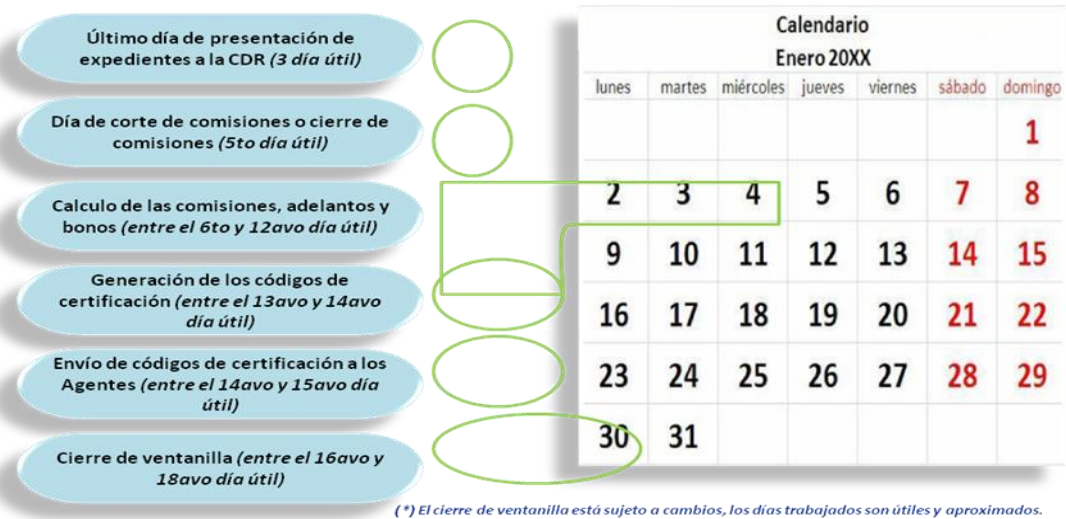 Último día de presentación de
expedientes a la CDR (3 día útil)
Día de corte de comisiones o cierre de
comisiones (5to día útil)
Calculo de las comisiones, adelantos y
bonos (entre el 6to y 12avo día útil)
Generación de los códigos de
certificación (entre el 13avo y 14avo
día útil)
Envío de códigos de certificación a los
Agentes (entre el 14avo y 15avo día
útil)
Cierre de ventanilla (entre el 16avo y
18avo día útil)
Calendario
Enero 20XX
lunes martes miércoles jueves viernes sábado domingo
1
2 3 4 5 6 7 8
9 10 11 12 13 14 15
16 17 18 19 20 21 22
23 24 25 26 27 28 29
30 31
(*) El cierre de ventanilla está sujeto a cambios, los días trabajados son útiles y aproximados.